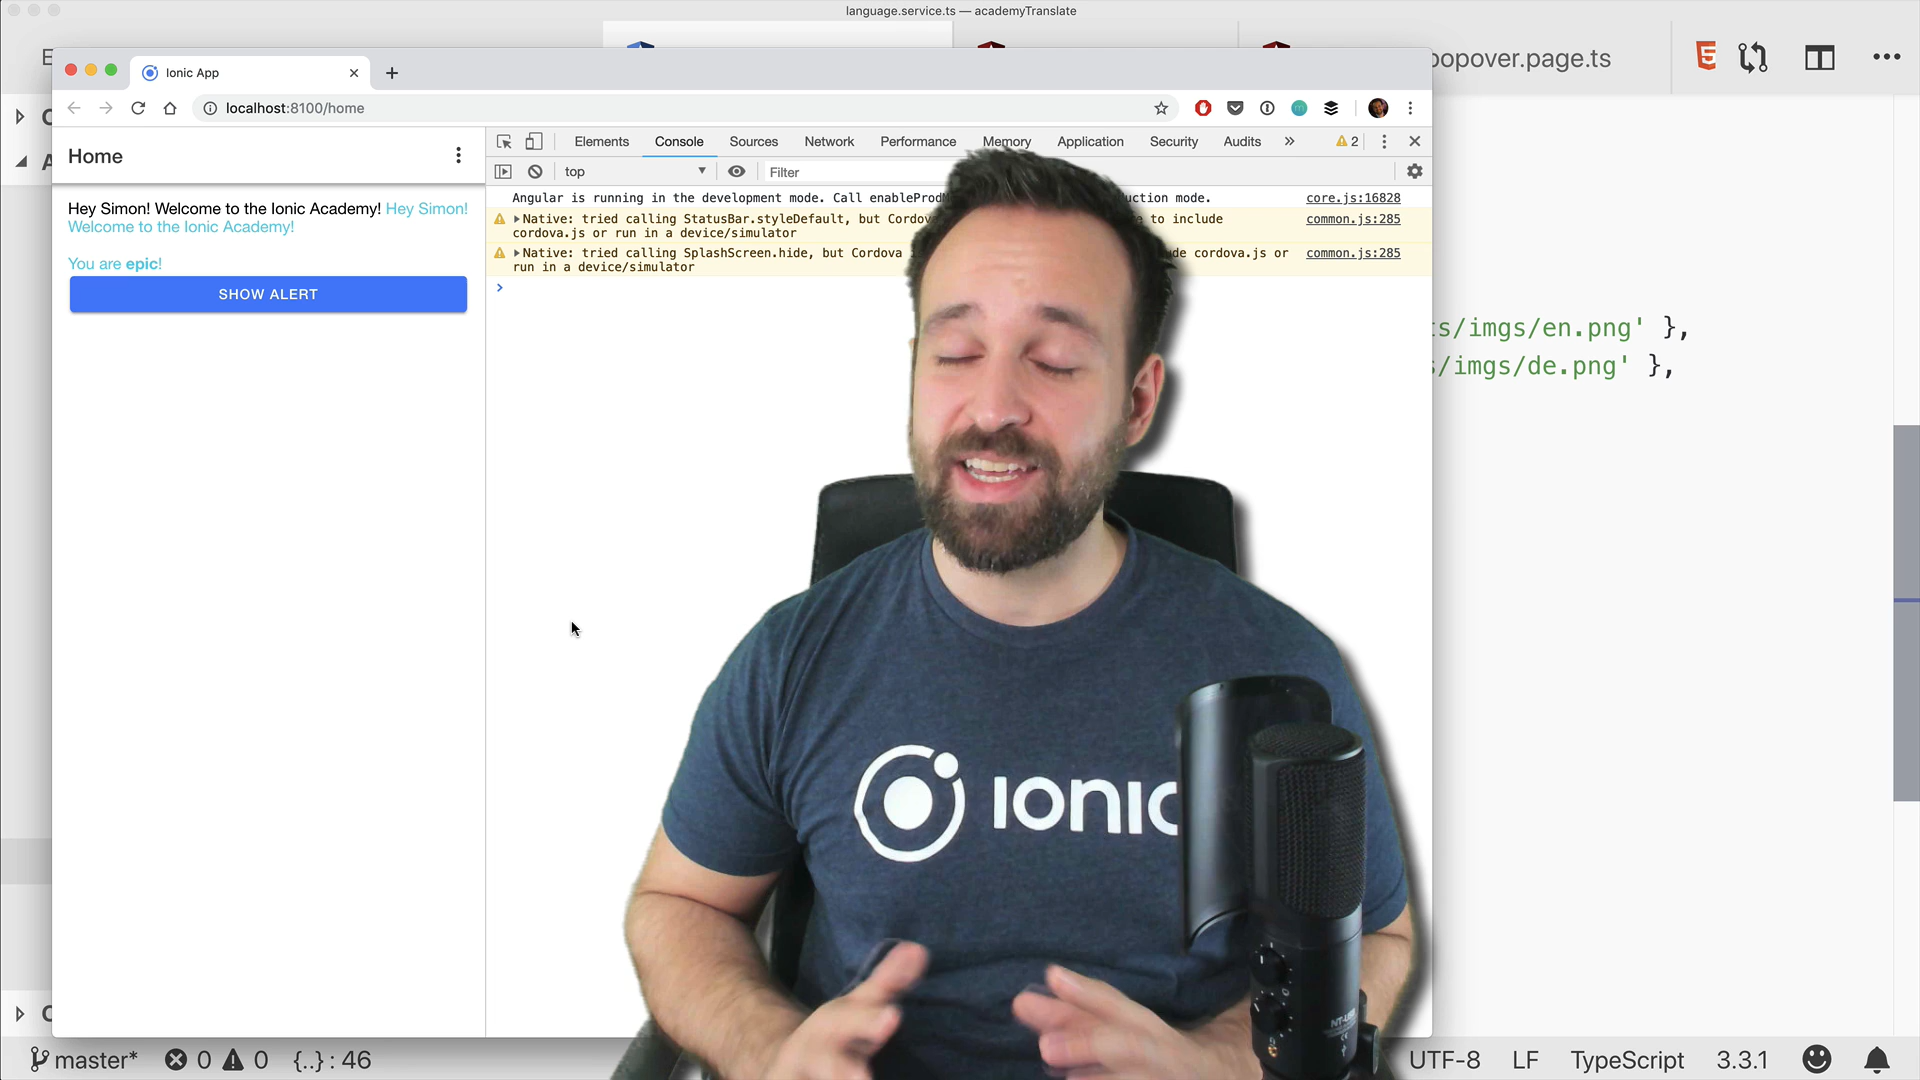 language.service.ts — academyTranslate
popover.page.ts
Ionic App
localhost:8100/home
Home
Hey Simon! Welcome to the Ionic Academy! Hey Simon!
Welcome to the Ionic Academy!
You are epic!
SHOW ALERT
Elements Console Sources Network Performance Memory Application Security Audits 2
top Filter
Angular is running in the development mode. Call mode. core.js:16828
Native: tried calling StatusBar.styleDefault, but to include common.js:285
cordova.js or run in a device/simulator
Native: tried calling SplashScreen.hide, but Cordova cordova.js or common.js:285
run in a device/simulator
s/imgs/en.png' },
/imgs/de.png' },
IONIC
NT-USB
master* 0 0 {..} : 46 UTF-8 LF TypeScript 3.3.1